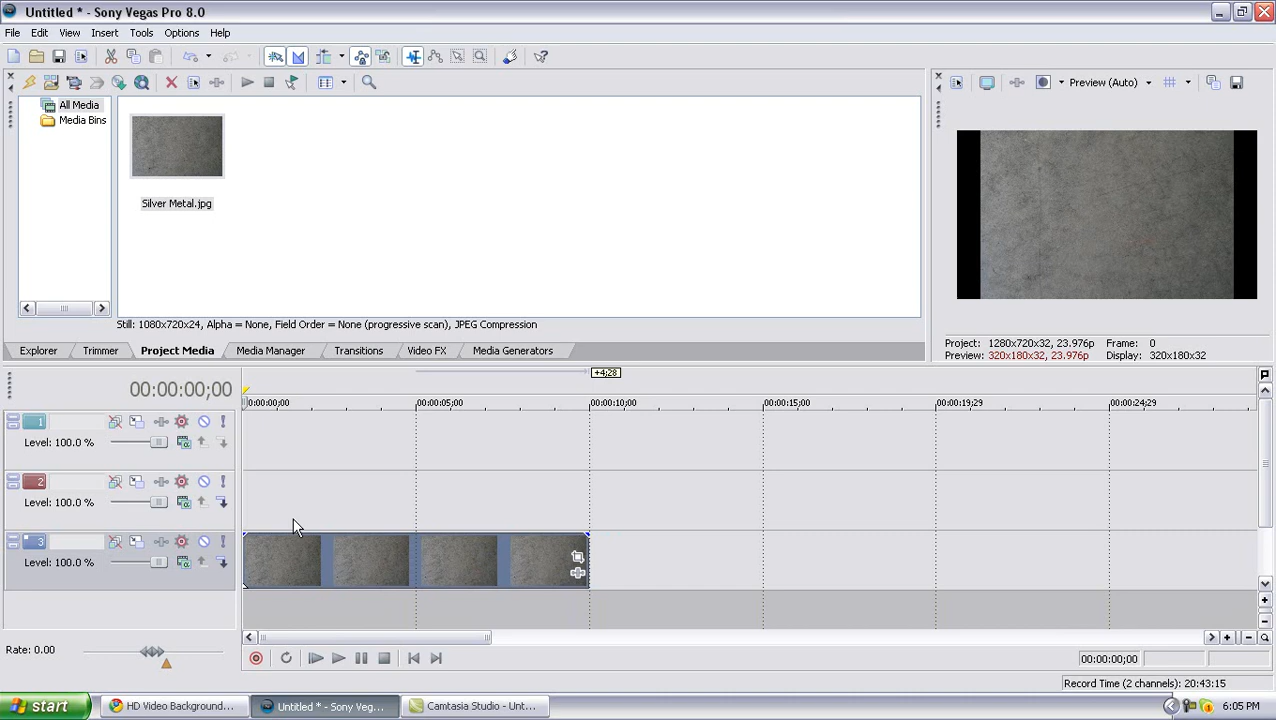 Untitled * - Sony Vegas Pro 8.0
File Edit View Insert Tools Options Help
Preview (Auto)
All Media
Media Bins
Silver Metal.jpg
Still: 1080x720x24, Alpha = None, Field Order = None (progressive scan), JPEG Compression
Explorer Trimmer Project Media Media Manager Transitions Video FX Media Generators
Project: 1280x720x32, 23.976p Frame: 0
Preview: 320x180x32, 23.976p Display: 320x180x32
+4;28
00:00:00;00
00:00:00;00 00:00:05;00 00:00:10;00 00:00:15;00 00:00:19;29 00:00:24;29
1
Level: 100.0 %
2
Level: 100.0 %
3
Level: 100.0 %
Rate: 0.00
00:00:00;00
Record Time (2 channels): 20:43:15
start HD Video Background... Untitled * - Sony Veg... Camtasia Studio - Unt... 6:05 PM